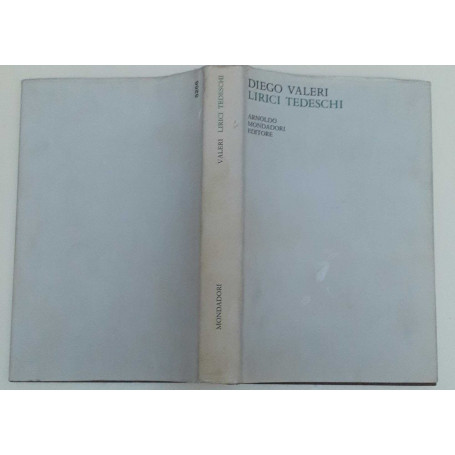 DIEGO VALERI
LIRICI TEDESCHI
ARNOLDO
MONDADORI
EDITORE
VALERI LIRICI TEDESCHI
MONDADORI